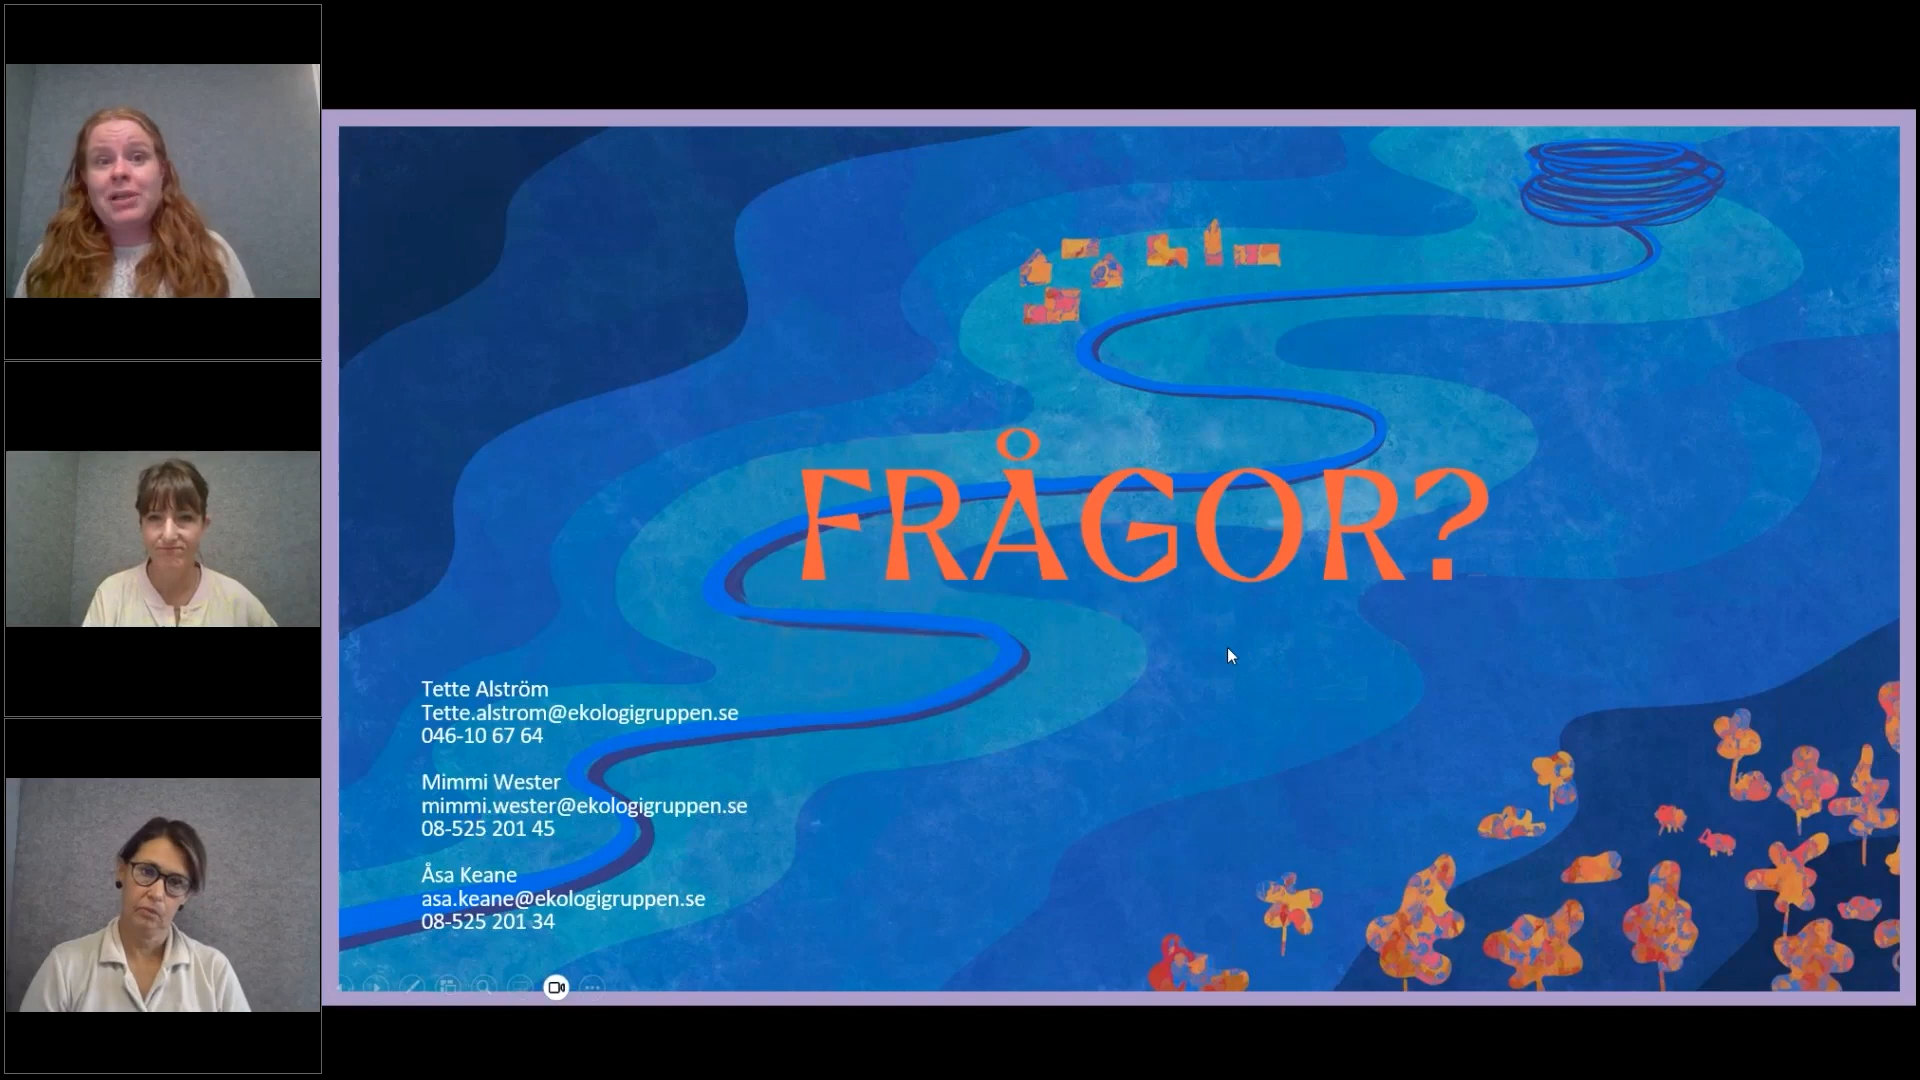 FRÅGOR?
Tette Alström
Tette.alstrom@ekologigruppen.se
046-10 67 64
Mimmi Wester
mimmi.wester@ekologigruppen.se
08-525 201 45
Åsa Keane
asa.keane@ekologigruppen.se
08-525 201 34